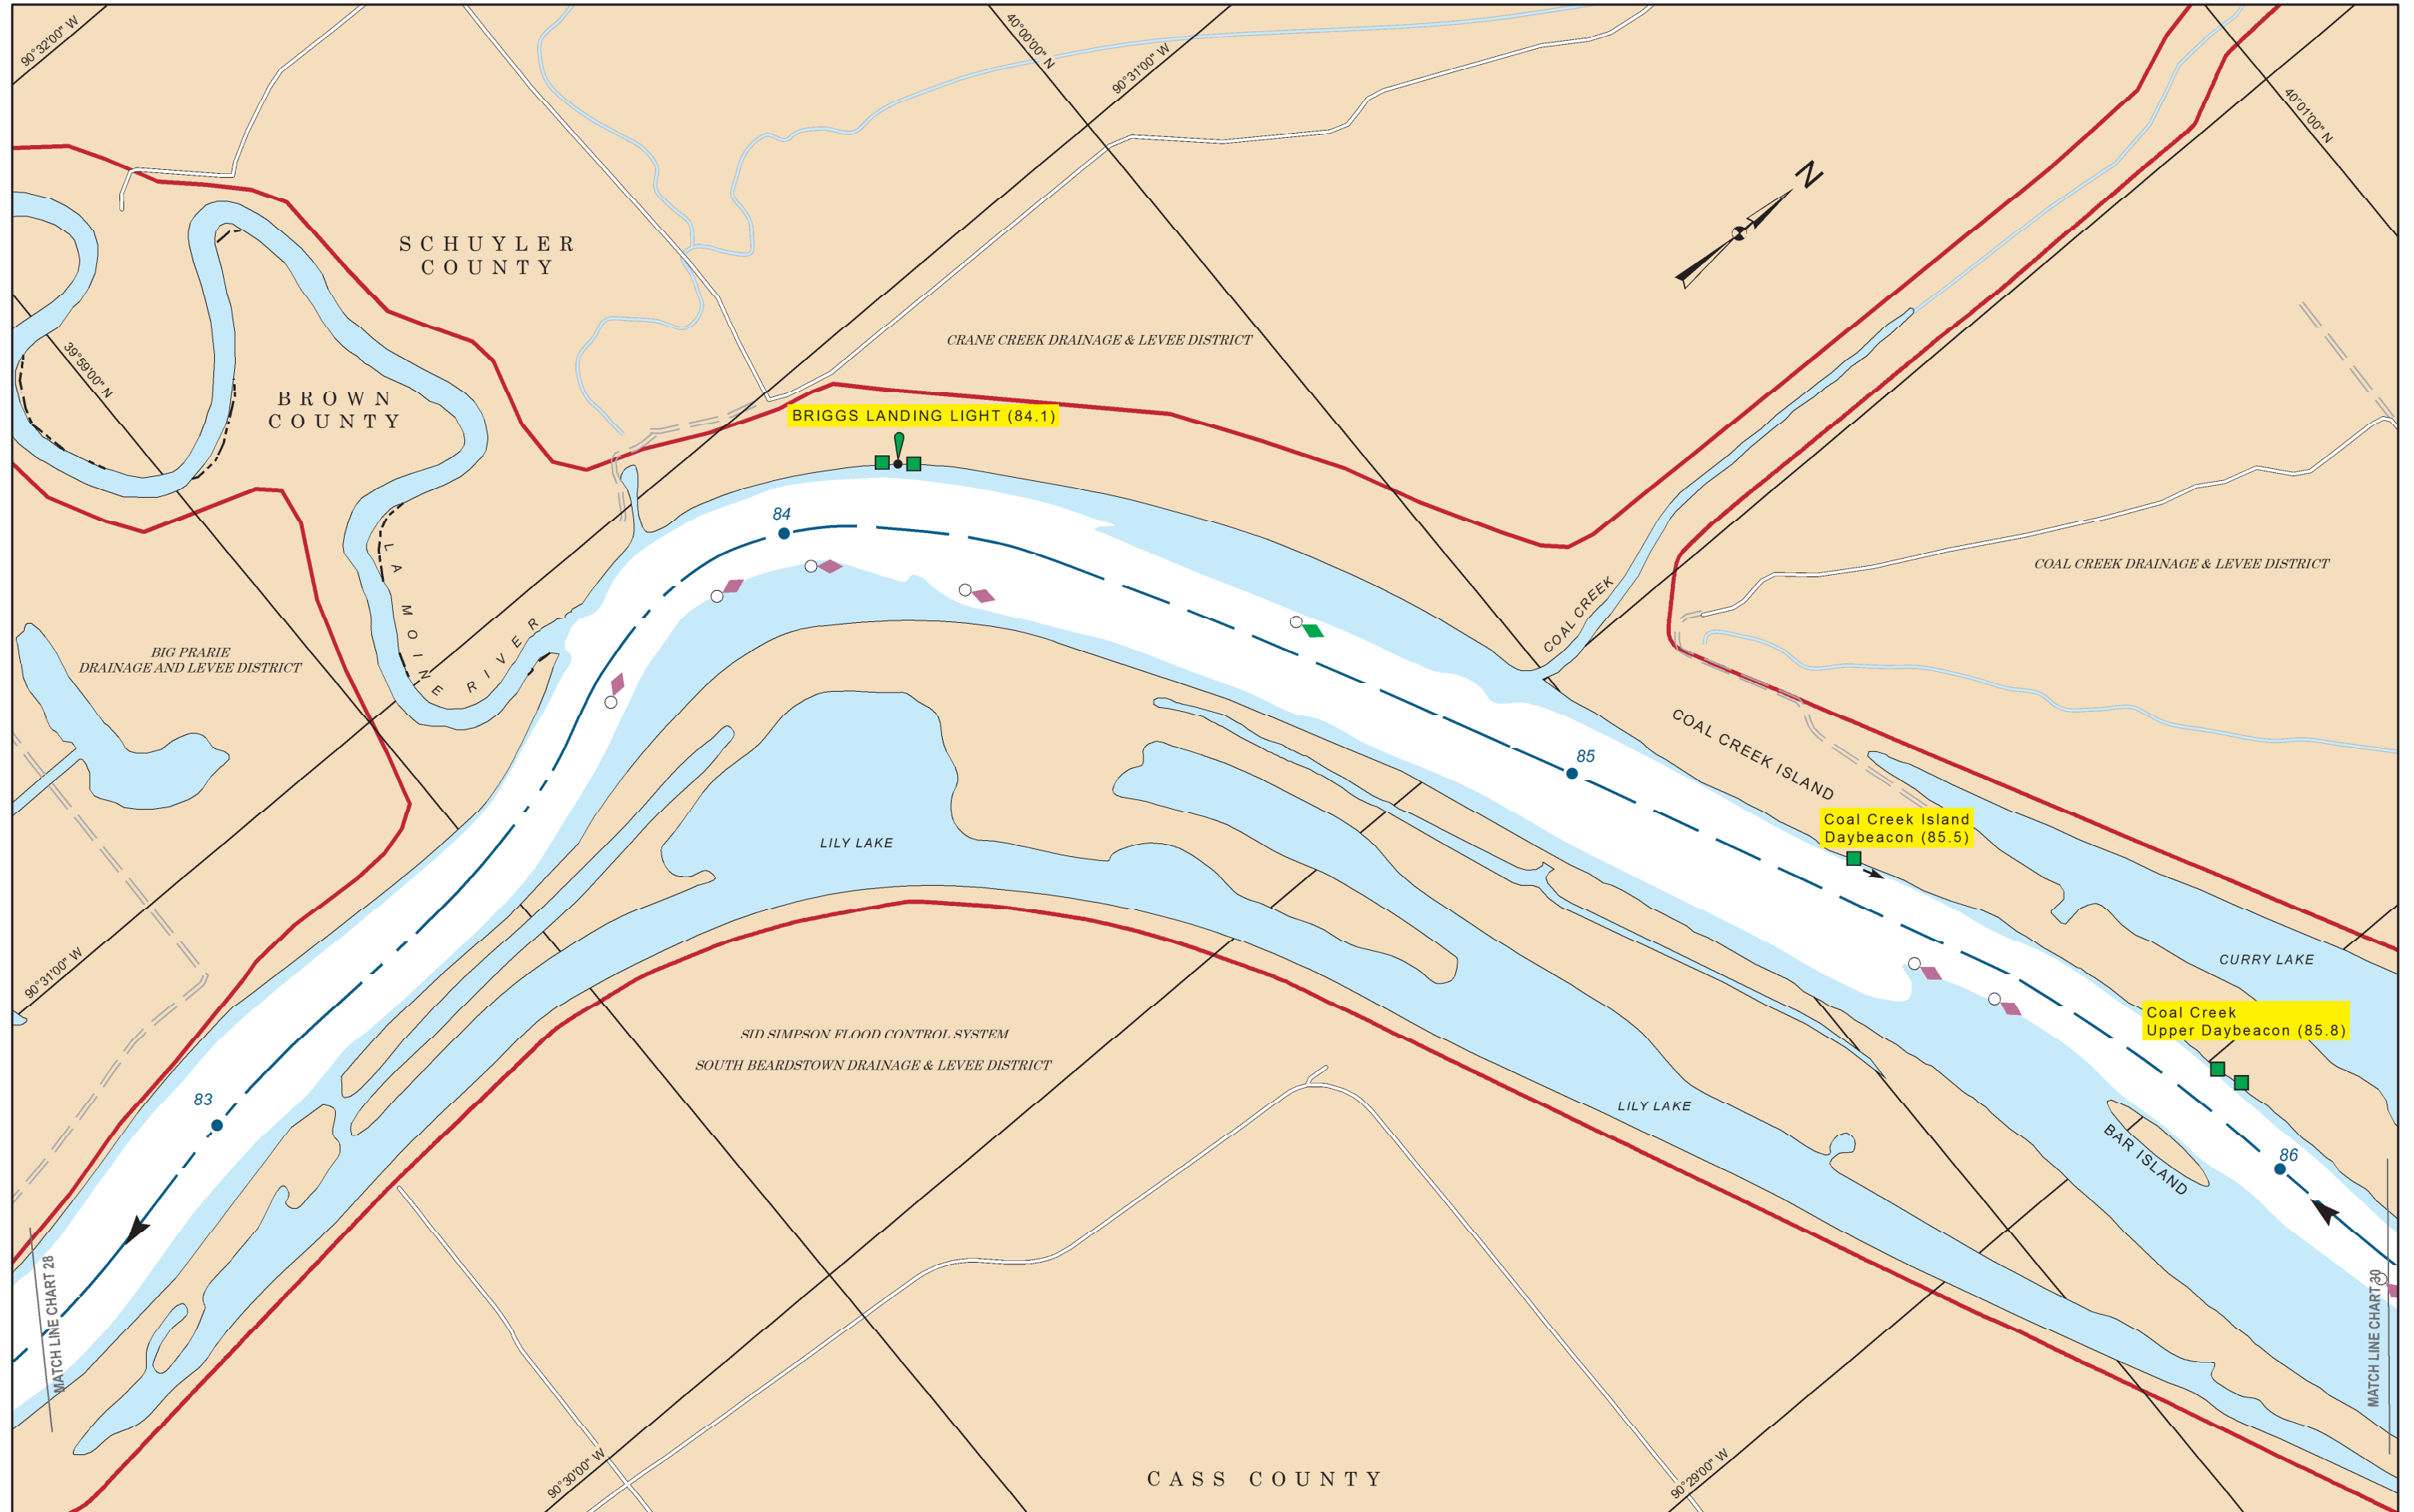 90°32'00" W
40°00'00" N
90°31'00" W
40°01'00" N
N
SCHUYLER
COUNTY
CRANE CREEK DRAINAGE & LEVEE DISTRICT
39°59'00" N
BROWN
COUNTY
BRIGGS LANDING LIGHT (84.1)
84
LA MOINE RIVER
COAL CREEK
COAL CREEK DRAINAGE & LEVEE DISTRICT
BIG PRARIE
DRAINAGE AND LEVEE DISTRICT
COAL CREEK ISLAND
85
Coal Creek Island
Daybeacon (85.5)
LILY LAKE
CURRY LAKE
90°31'00" W
Coal Creek
Upper Daybeacon (85.8)
SID SIMPSON FLOOD CONTROL SYSTEM
SOUTH BEARDSTOWN DRAINAGE & LEVEE DISTRICT
83
LILY LAKE
BAR ISLAND
86
MATCH LINE CHART 28
MATCH LINE CHART 30
90°30'00" W
CASS COUNTY
90°29'00" W